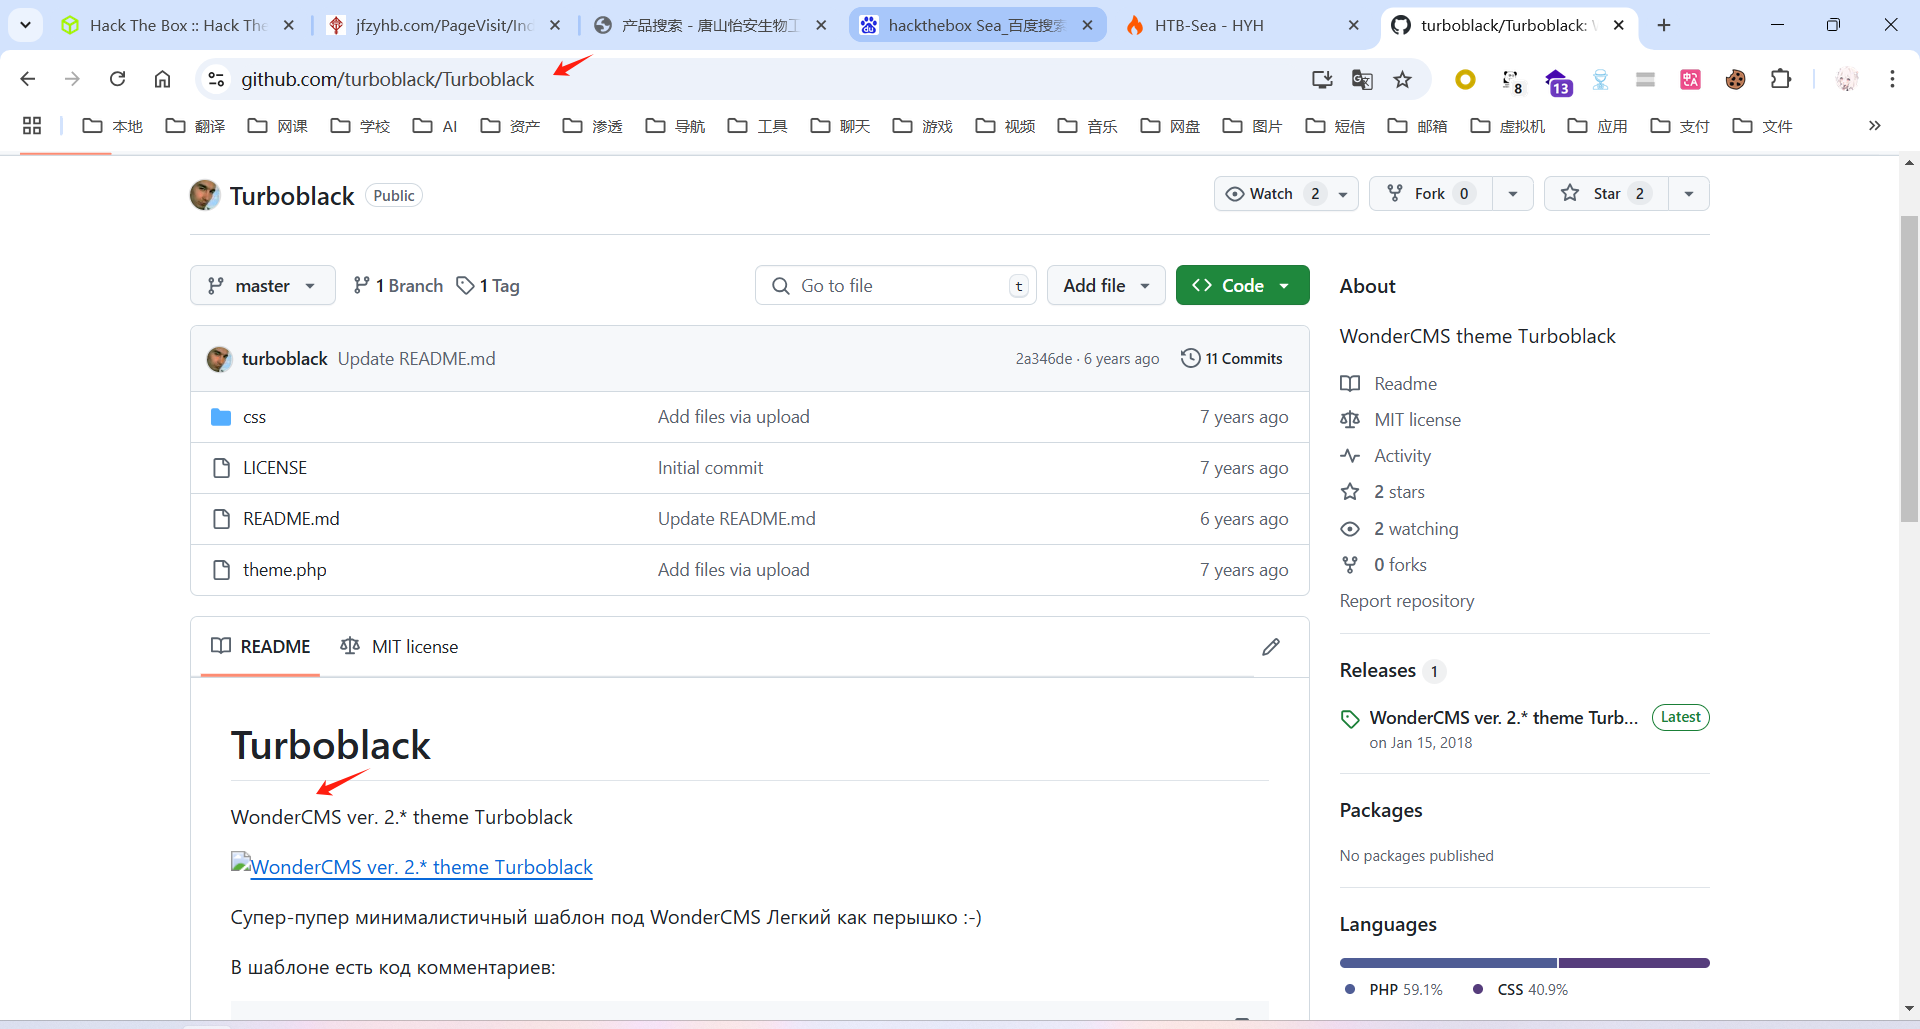 Hack The Box :: Hack The
jfzyhb.com/PageVisit/Ind
产品搜索 - 唐山怡安生物工
hackthebox Sea_百度搜索
HTB-Sea - HYH
turboblack/Turboblack:
github.com/turboblack/Turboblack
8
13
本地
翻译
网课
学校
AI
资产
渗透
导航
工具
聊天
游戏
视频
音乐
网盘
图片
短信
邮箱
虚拟机
应用
支付
文件
Turboblack
Public
Watch 2
Fork 0
Star 2
master
1 Branch
1 Tag
Go to file
t
Add file
Code
turboblack Update README.md
2a346de · 6 years ago
11 Commits
css Add files via upload 7 years ago
LICENSE Initial commit 7 years ago
README.md Update README.md 6 years ago
theme.php Add files via upload 7 years ago
README
MIT license
Turboblack
WonderCMS ver. 2.* theme Turboblack
WonderCMS ver. 2.* theme Turboblack
Супер-пупер минималистичный шаблон под WonderCMS Легкий как перышко :-)
В шаблоне есть код комментариев:
About
WonderCMS theme Turboblack
Readme
MIT license
Activity
2 stars
2 watching
0 forks
Report repository
Releases 1
WonderCMS ver. 2.* theme Turb...
Latest
on Jan 15, 2018
Packages
No packages published
Languages
PHP 59.1%
CSS 40.9%